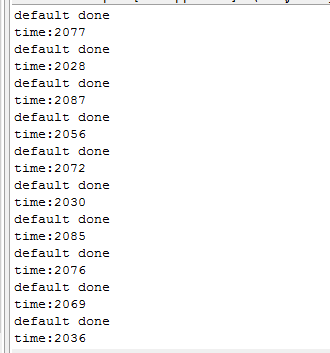 default done
time:2077
default done
time:2028
default done
time:2087
default done
time:2056
default done
time:2072
default done
time:2030
default done
time:2085
default done
time:2076
default done
time:2069
default done
time:2036